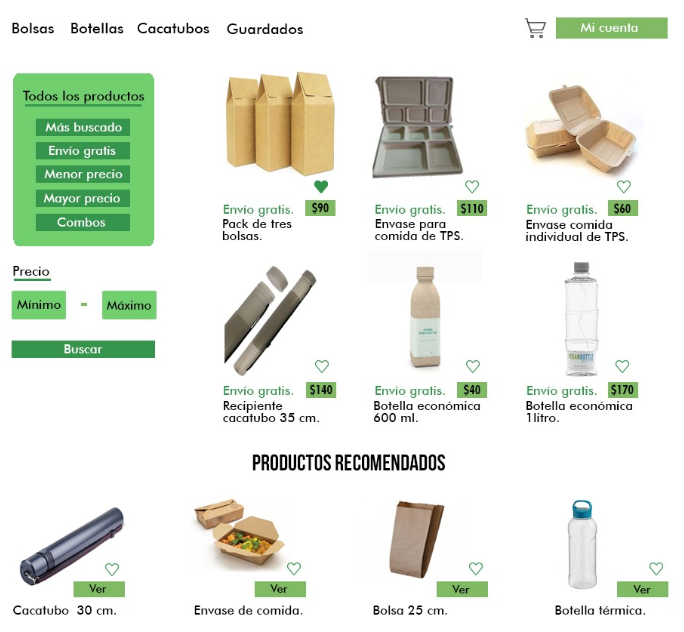 Bolsas Botellas Cacatubos Guardados
Mi cuenta
Todos los productos
Más buscado
Envío gratis
Menor precio
Mayor precio
Combos
Precio
Mínimo - Máximo
Buscar
Envío gratis. $90
Pack de tres
bolsas.
Envío gratis. $110
Envase para
comida de TPS.
Envío gratis. $60
Envase comida
individual de TPS.
Envío gratis. $140
Recipiente
cacatubo 35 cm.
Envío gratis. $40
Botella económica
600 ml.
Envío gratis. $170
Botella económica
1litro.
PRODUCTOS RECOMENDADOS
Ver
Cacatubo 30 cm.
Ver
Envase de comida.
Ver
Bolsa 25 cm.
Ver
Botella térmica.